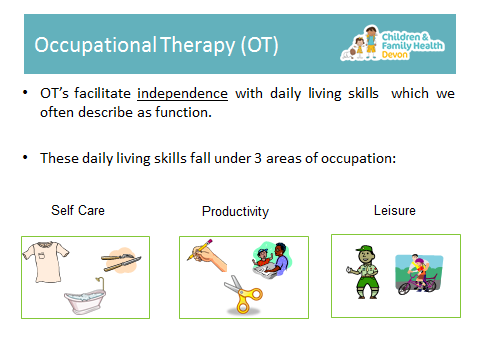 Occupational Therapy (OT)
Children &
Family Health
Devon
• OT's facilitate independence with daily living skills which we
often describe as function.
• These daily living skills fall under 3 areas of occupation:
Self Care
Productivity
Leisure